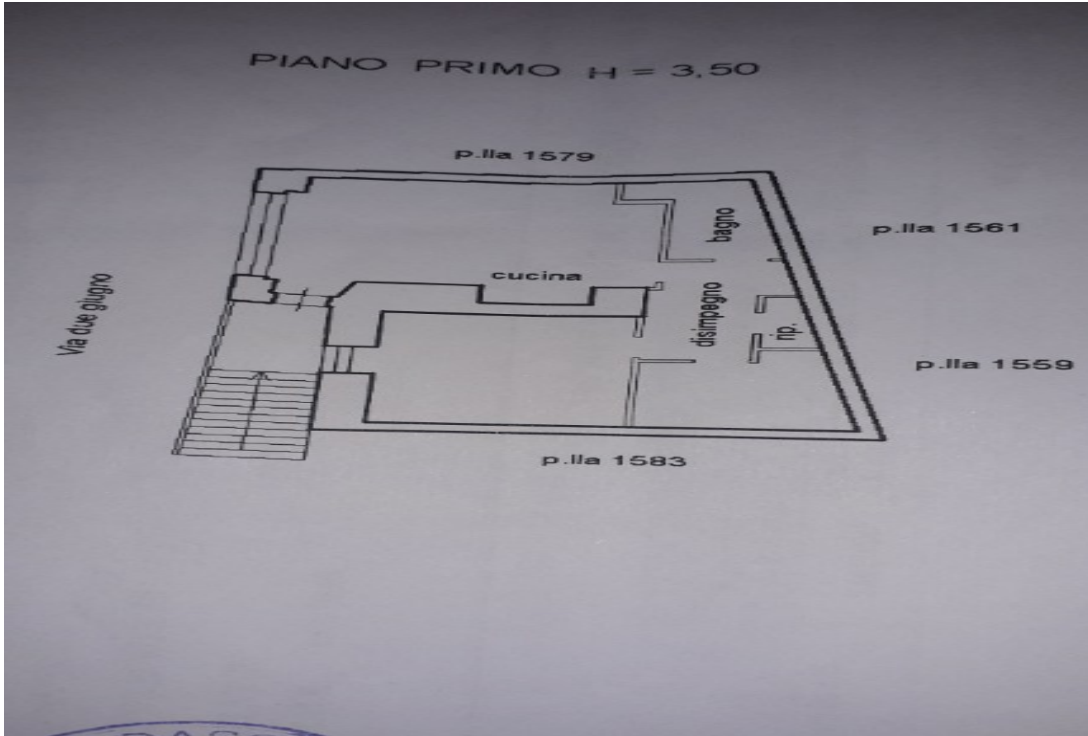 PIANO PRIMO H = 3,50
p.lla 1579
bagno
p.lla 1561
cucina
Via due giugno
disimpegno
rip.
p.lla 1559
p.lla 1583